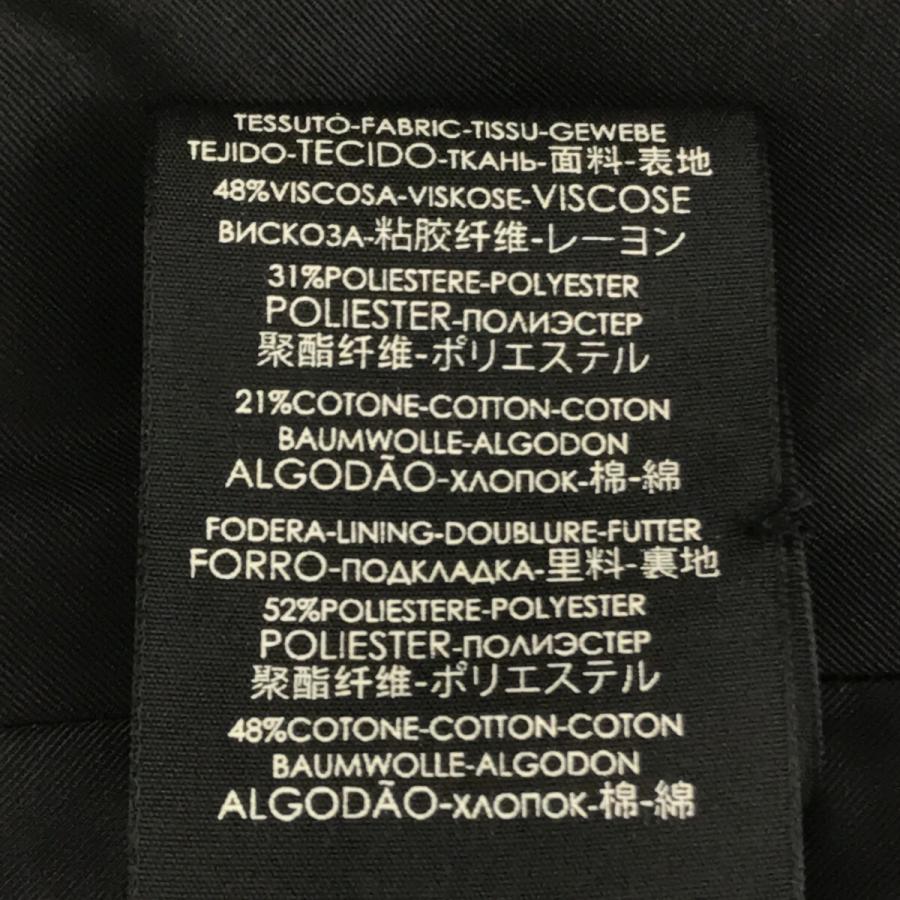 TESSUTO-FABRIC-TISSU-GEWEBE
TEJIDO-TECIDO-ТКАНЬ-面料-表地
48%VISCOSA-VISKOSE-VISCOSE
ВИСКОЗА-粘胶纤维-レーヨン
31%POLIESTERE-POLYESTER
POLIESTER-ПОЛИЭСТЕР
聚酯纤维-ポリエステル
21%COTONE-COTTON-COTON
BAUMWOLLE-ALGODON
ALGODÃO-ХЛОПОК-棉-綿
FODERA-LINING-DOUBLURE-FUTTER
FORRO-ПОДКЛАДКА-里料-裏地
52%POLIESTERE-POLYESTER
POLIESTER-ПОЛИЭСТЕР
聚酯纤维-ポリエステル
48%COTONE-COTTON-COTON
BAUMWOLLE-ALGODON
ALGODÃO-ХЛОПОК-棉-綿